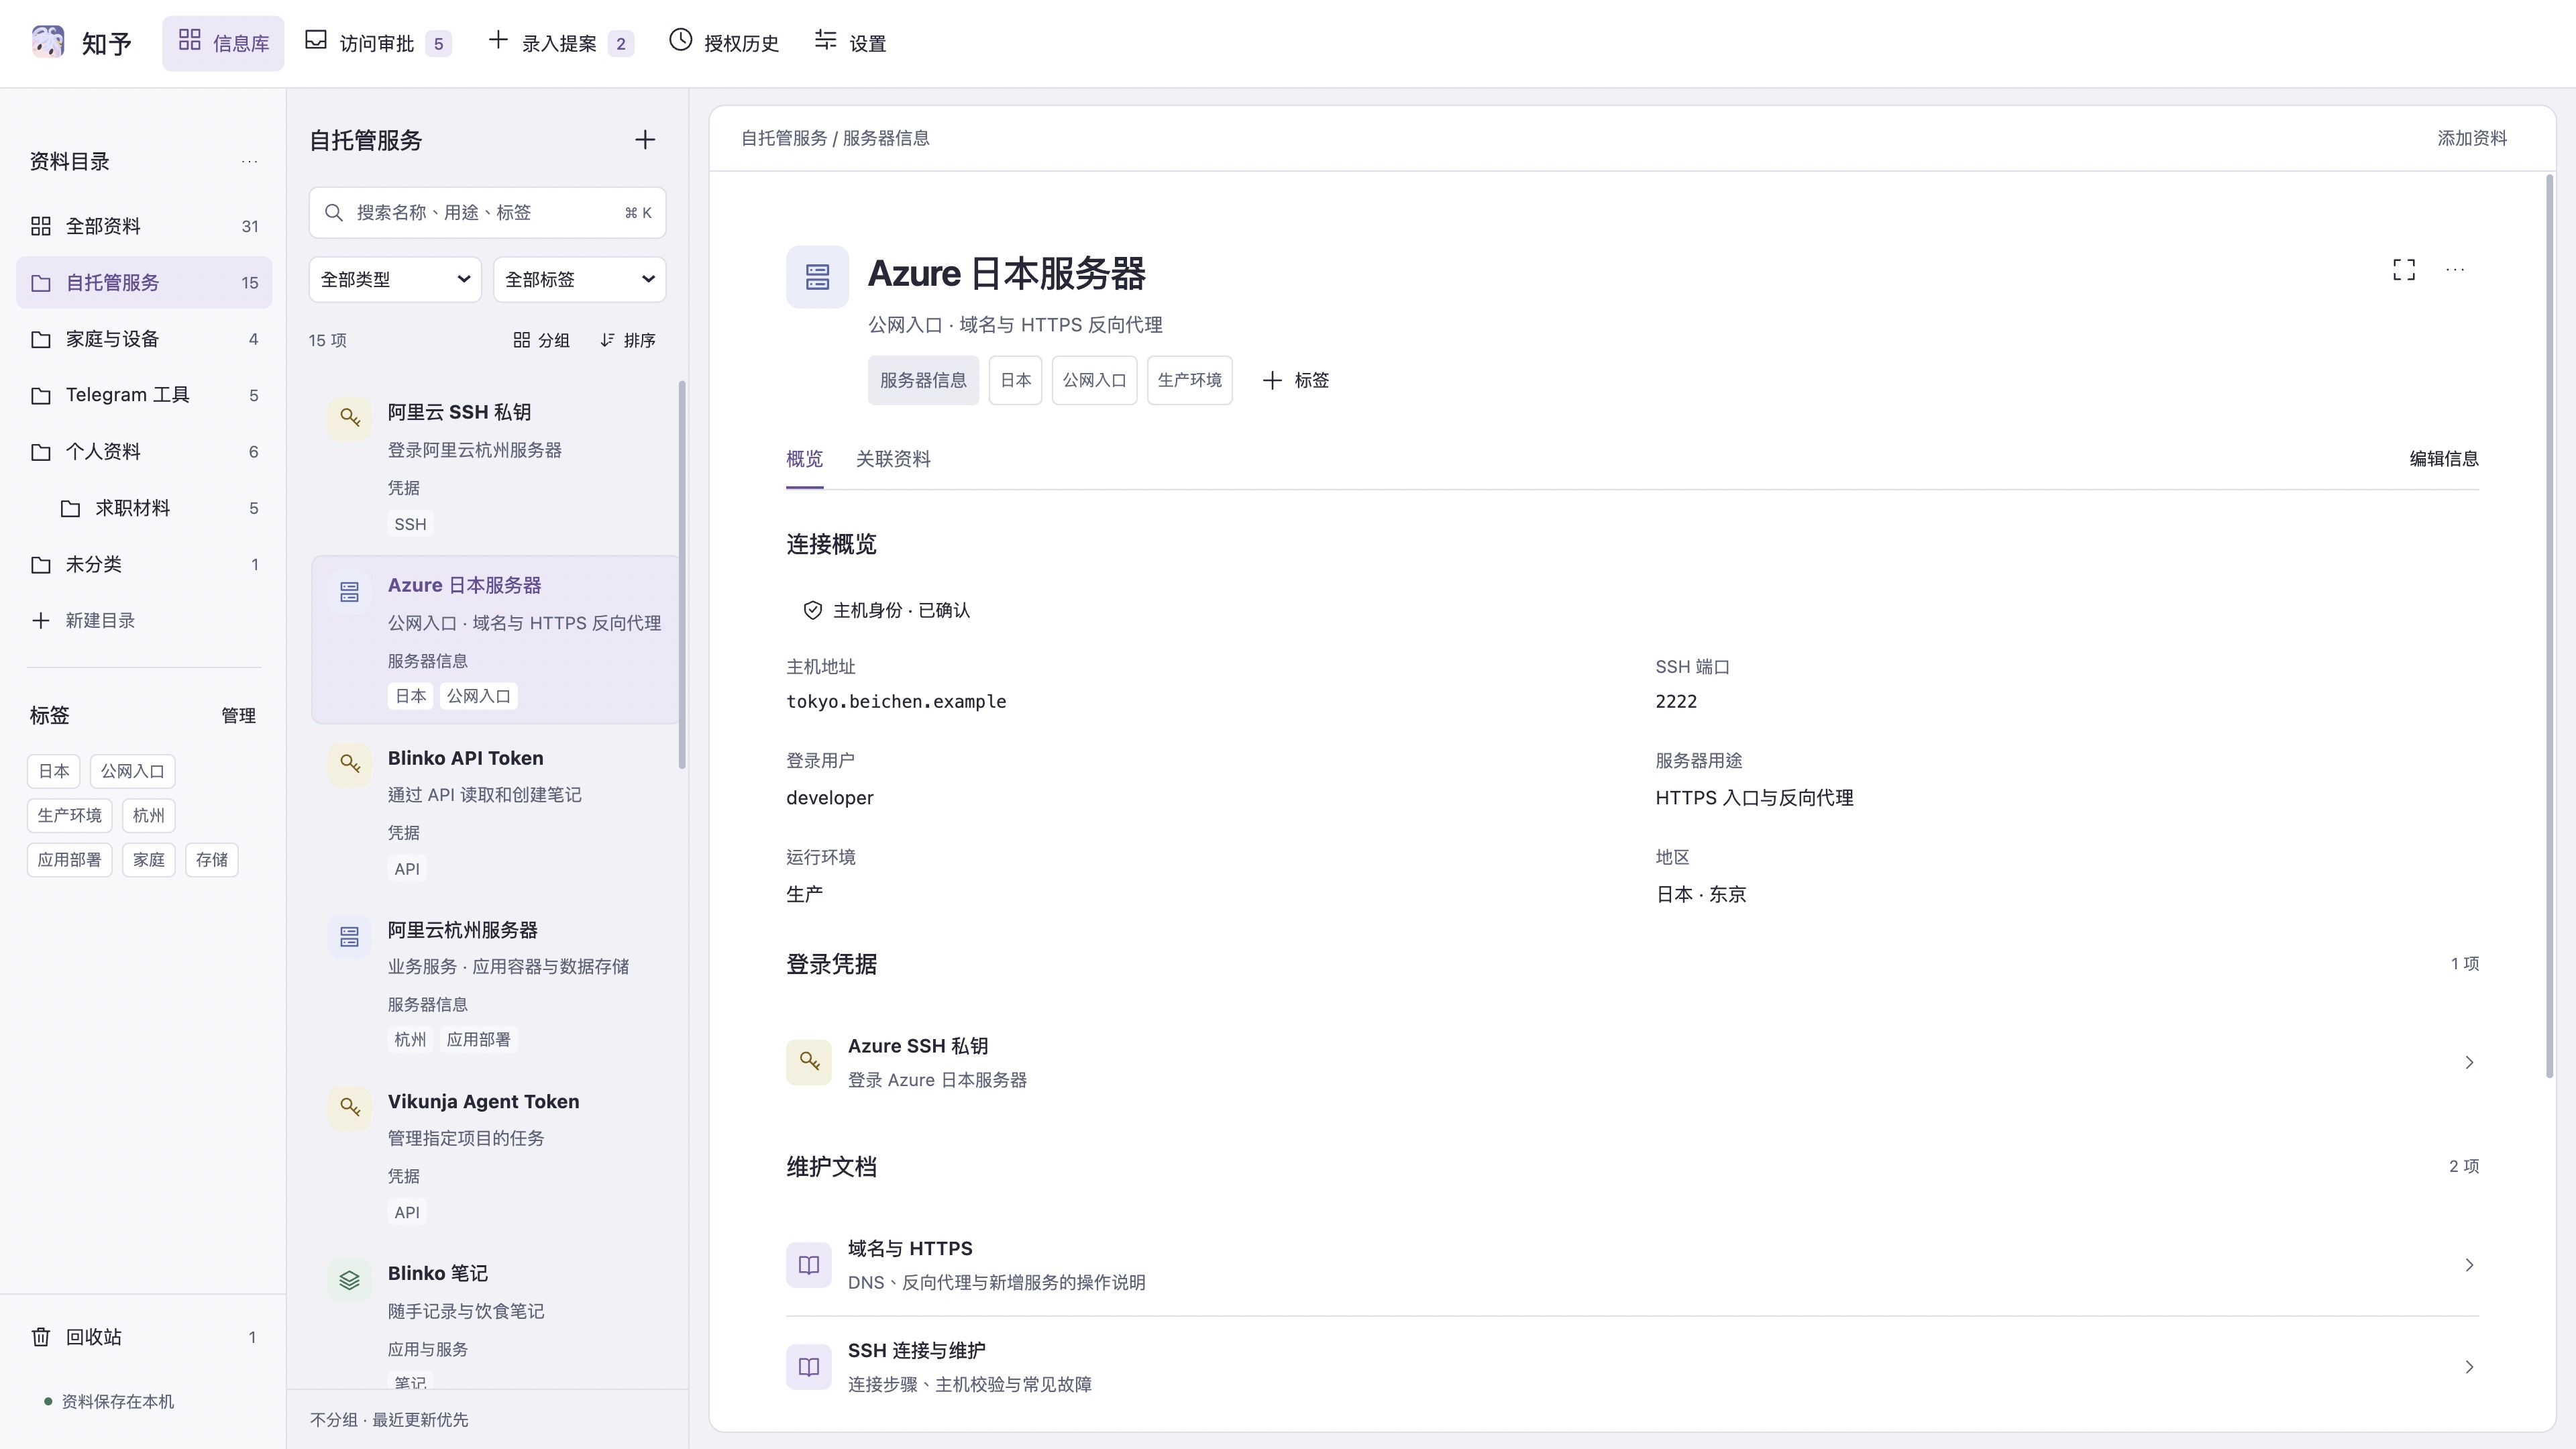 知予
信息库
访问审批 5
录入提案 2
授权历史
设置
资料目录 ···
全部资料 31
自托管服务 15
家庭与设备 4
Telegram 工具 5
个人资料 6
求职材料 5
未分类 1
新建目录
标签 管理
日本 公网入口
生产环境 杭州
应用部署 家庭 存储
回收站 1
资料保存在本机
自托管服务
搜索名称、用途、标签 ⌘ K
全部类型 全部标签
15 项 分组 排序
阿里云 SSH 私钥
登录阿里云杭州服务器
凭据
SSH
Azure 日本服务器
公网入口 · 域名与 HTTPS 反向代理
服务器信息
日本 公网入口
Blinko API Token
通过 API 读取和创建笔记
凭据
API
阿里云杭州服务器
业务服务 · 应用容器与数据存储
服务器信息
杭州 应用部署
Vikunja Agent Token
管理指定项目的任务
凭据
API
Blinko 笔记
随手记录与饮食笔记
应用与服务
笔记
不分组 · 最近更新优先
自托管服务 / 服务器信息 添加资料
Azure 日本服务器 ···
公网入口 · 域名与 HTTPS 反向代理
服务器信息 日本 公网入口 生产环境 标签
概览 关联资料 编辑信息
连接概览
主机身份 · 已确认
主机地址 SSH 端口
tokyo.beichen.example 2222
登录用户 服务器用途
developer HTTPS 入口与反向代理
运行环境 地区
生产 日本 · 东京
登录凭据 1 项
Azure SSH 私钥
登录 Azure 日本服务器
维护文档 2 项
域名与 HTTPS
DNS、反向代理与新增服务的操作说明
SSH 连接与维护
连接步骤、主机校验与常见故障